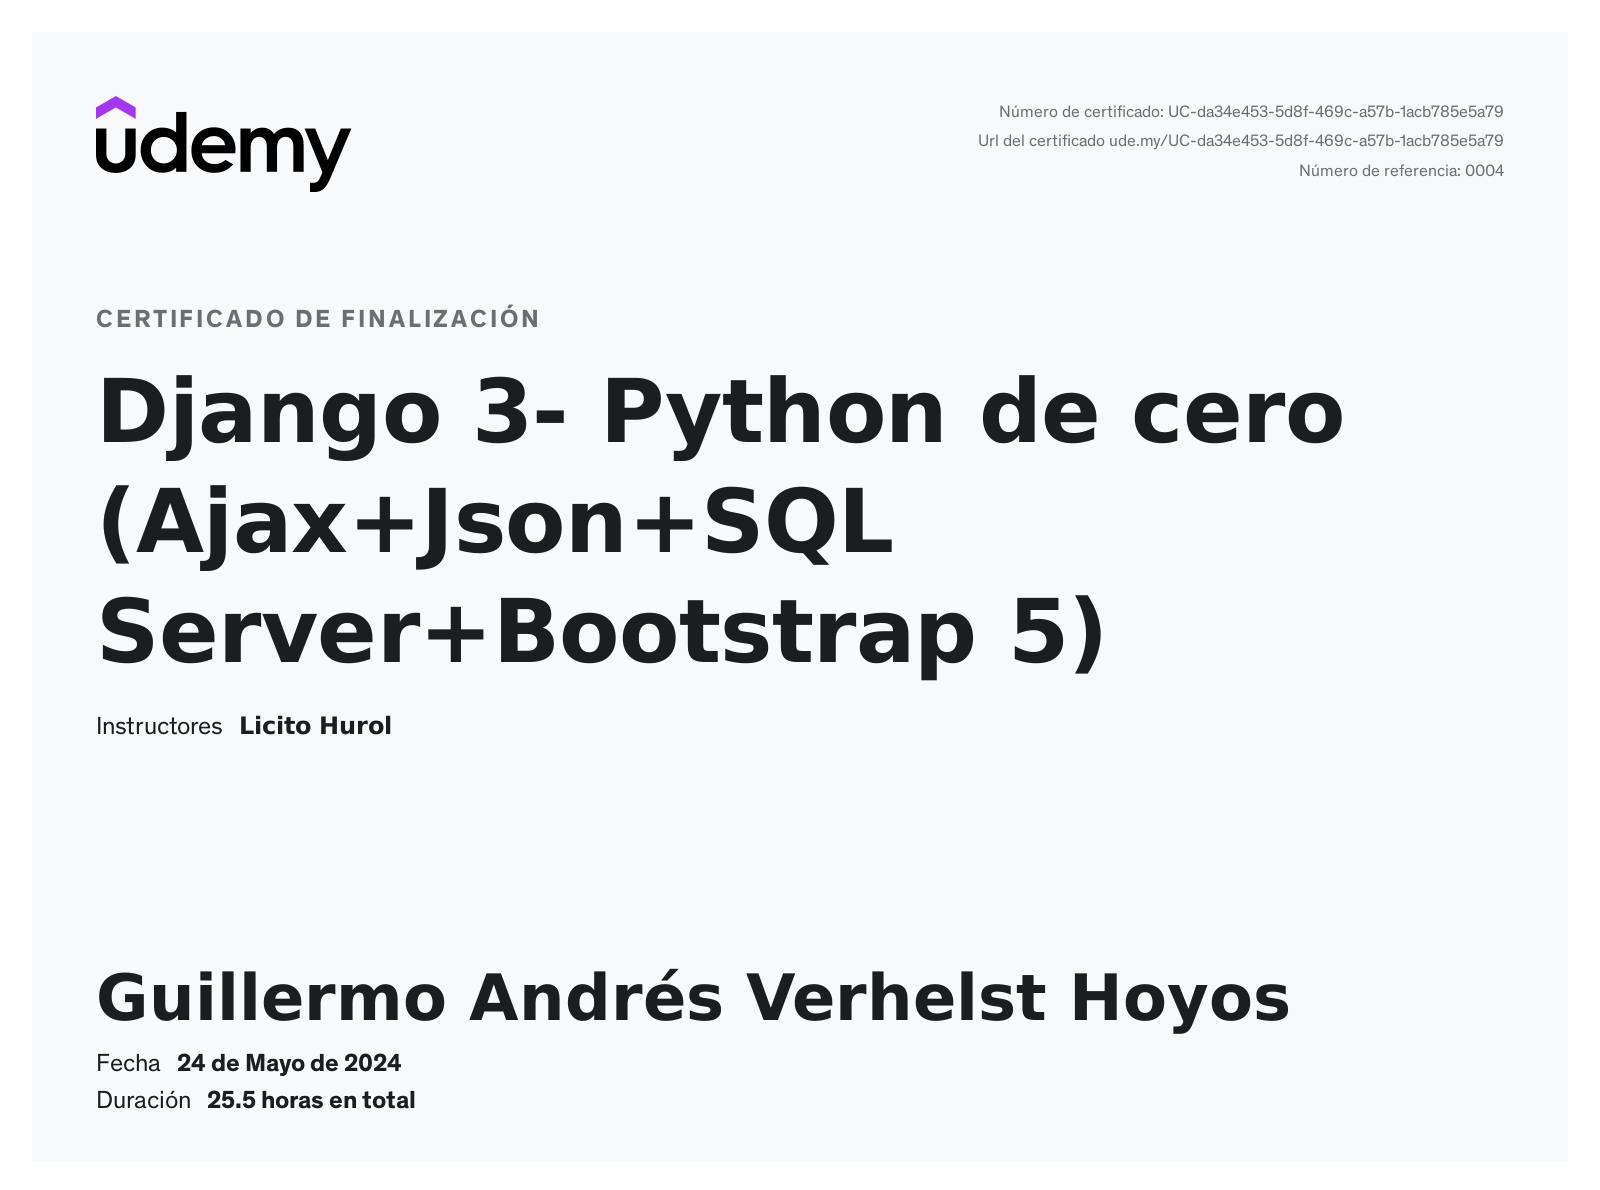 udemy
Número de certificado: UC-da34e453-5d8f-469c-a57b-1acb785e5a79
Url del certificado ude.my/UC-da34e453-5d8f-469c-a57b-1acb785e5a79
Número de referencia: 0004
CERTIFICADO DE FINALIZACIÓN
Django 3- Python de cero
(Ajax+Json+SQL
Server+Bootstrap 5)
Instructores Licito Hurol
Guillermo Andrés Verhelst Hoyos
Fecha 24 de Mayo de 2024
Duración 25.5 horas en total